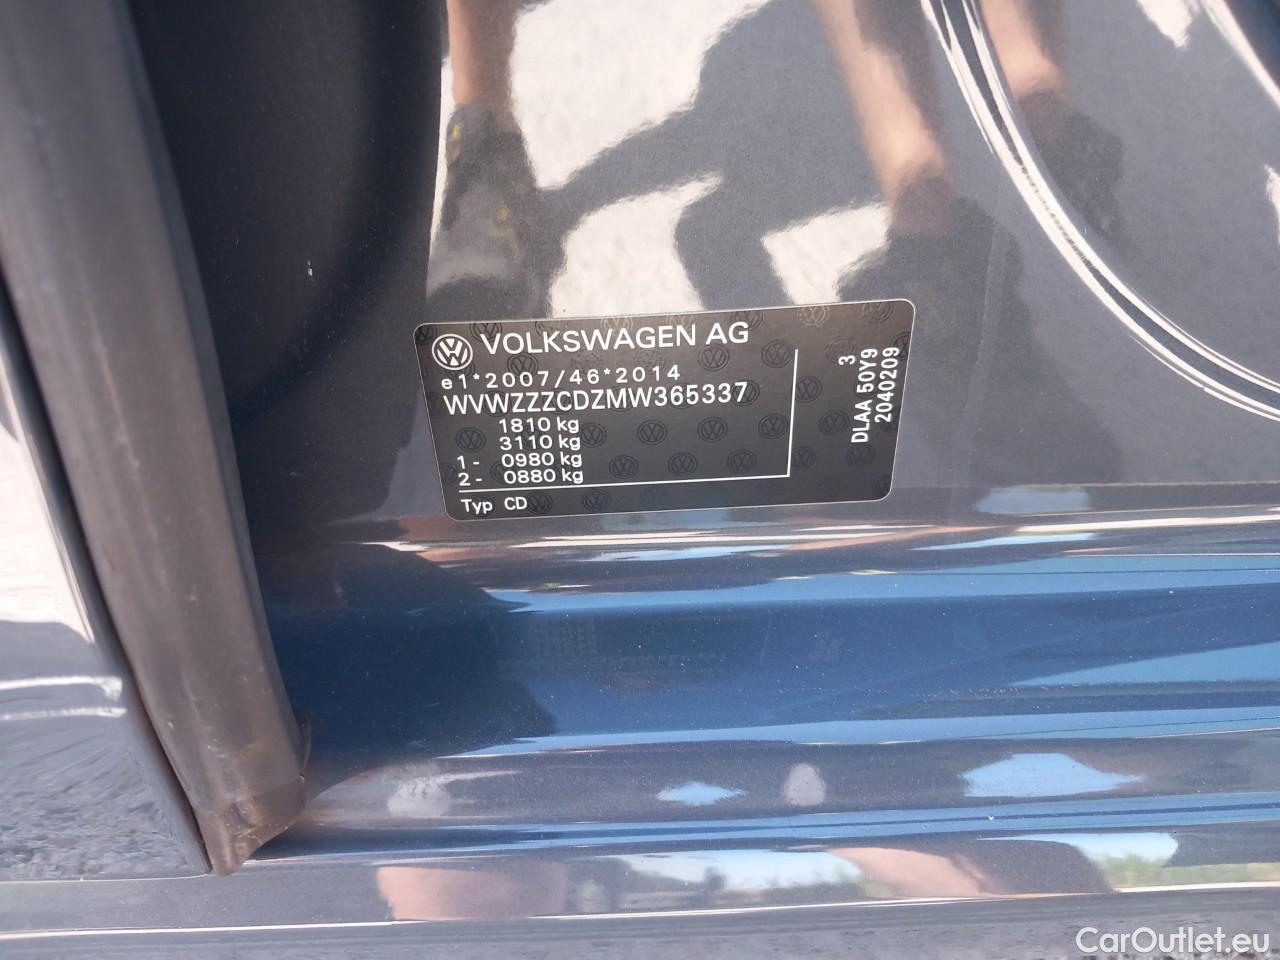 VOLKSWAGEN AG
e1*2007/46*2014
WVWZZZCDZMW365337
1810 kg
3110 kg
1- 0980 kg
2- 0880 kg
Typ CD
3
DLAA 50Y9
2040209
CarOutlet.eu